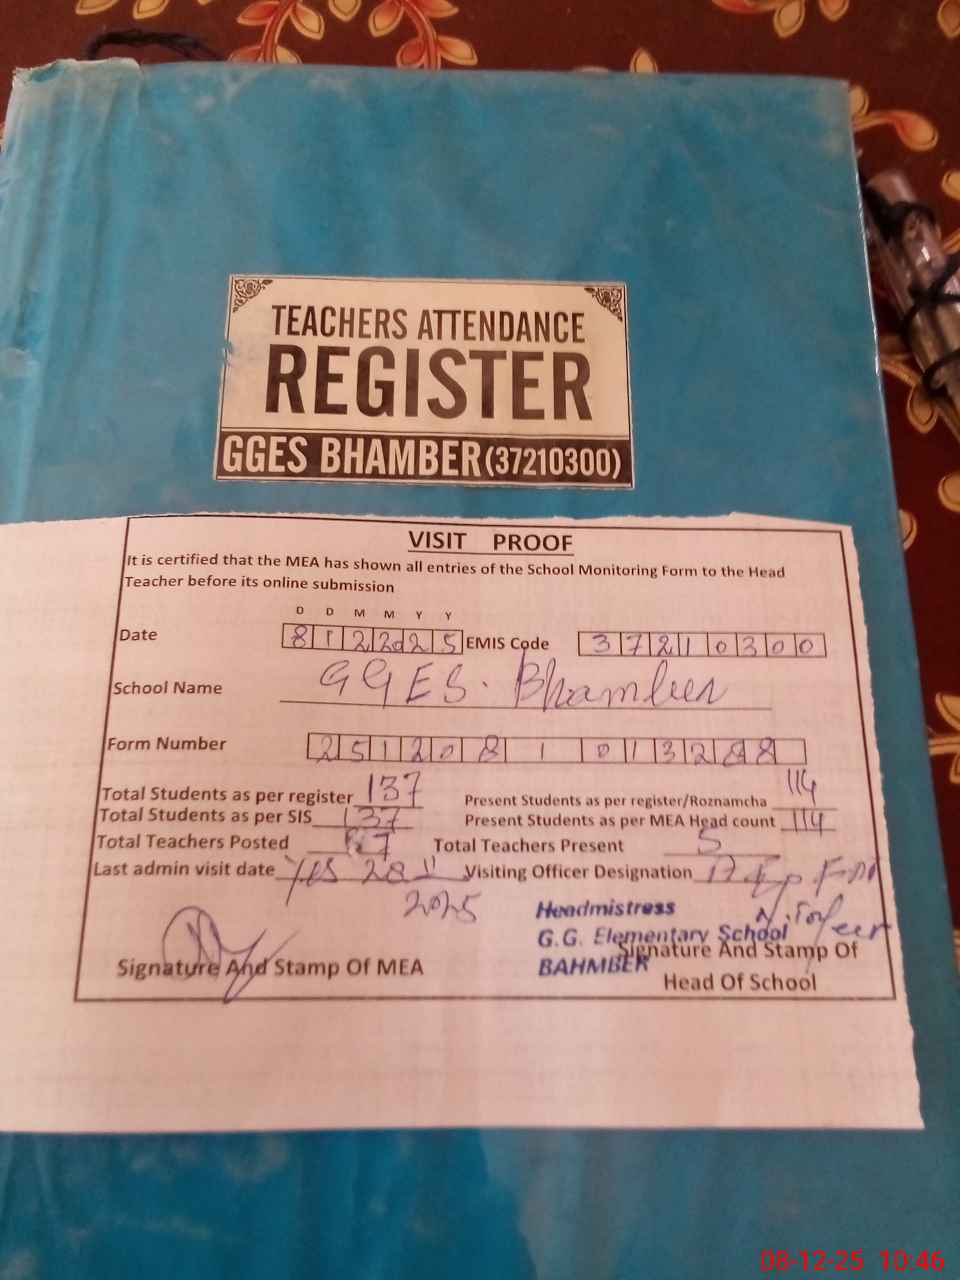 TEACHERS ATTENDANCE
REGISTER
GGES BHAMBER(37210300)
VISIT PROOF
It is certified that the MEA has shown all entries of the School Monitoring Form to the Head
Teacher before its online submission
D D M M Y Y
Date 8 1 2 2025 EMIS Code 3 7 2 1 0 3 0 0
School Name GGES. Bhamber
Form Number 2 5 1 2 0 8 1 0 1 3 2 8 8
Total Students as per register 137 Present Students as per register/Roznamcha 114
Total Students as per SIS 137 Present Students as per MEA Head count 114
Total Teachers Posted 7 Total Teachers Present 5
Last admin visit date Yes 28 11 Visiting Officer Designation
2025
Headmistress
G.G. Elementary School
BAHMBER
Signature And Stamp Of MEA Signature And Stamp Of
Head Of School
08-12-25 10:46